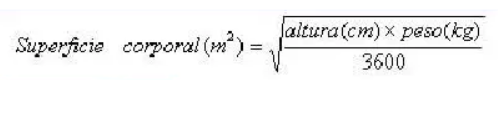 Superficie corporal (m²) = √(altura(cm) × peso(kg) / 3600)